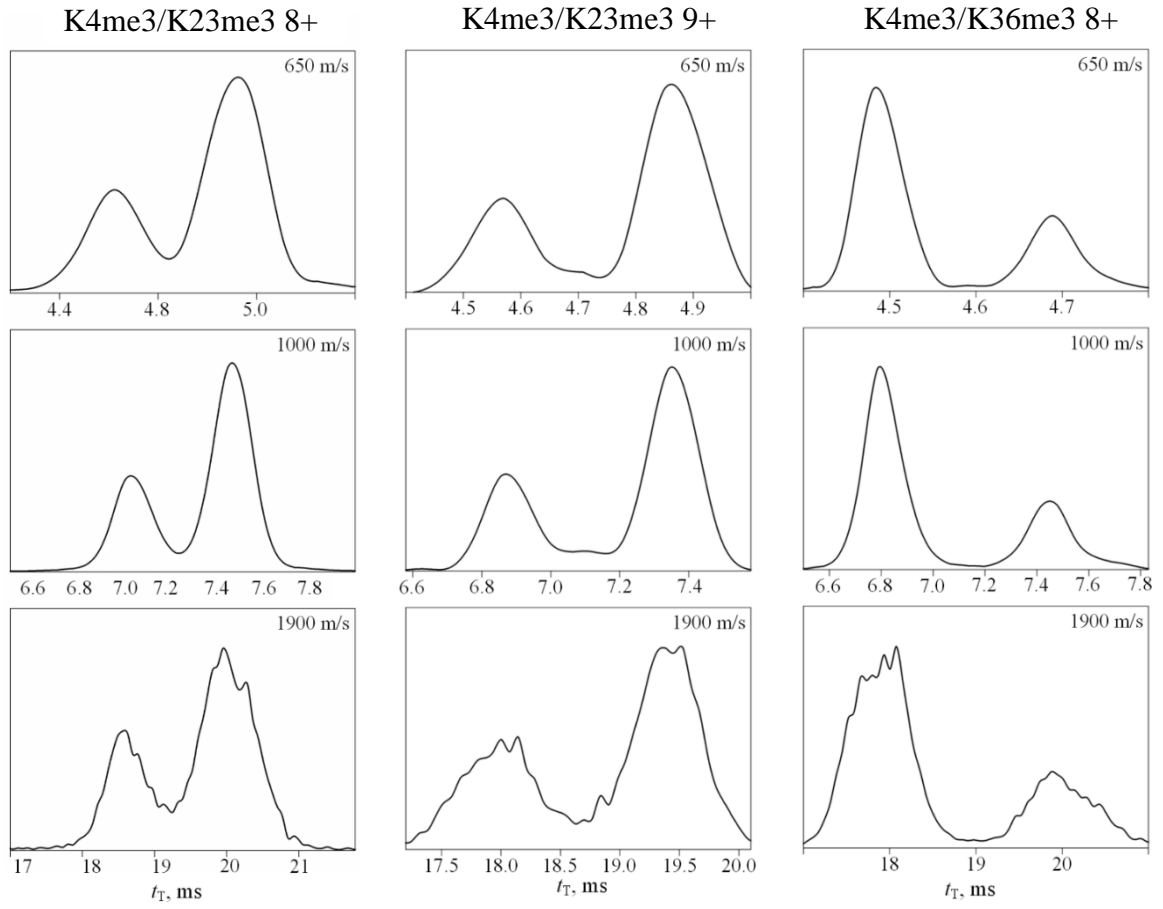 K4me3/K23me3 8+ K4me3/K23me3 9+ K4me3/K36me3 8+
650 m/s 650 m/s 650 m/s
4.4 4.8 5.0 4.5 4.6 4.7 4.8 4.9 4.5 4.6 4.7
1000 m/s 1000 m/s 1000 m/s
6.6 7.0 7.2 7.4 7.6 7.8 6.6 6.8 7.0 7.2 7.4 6.6 6.8 7.0 7.2 7.4 7.6 7.8
1900 m/s 1900 m/s 1900 m/s
17 18 19 20 21 17.5 18.0 18.5 19.0 19.5 20.0 18 20
tT, ms tT, ms tT, ms